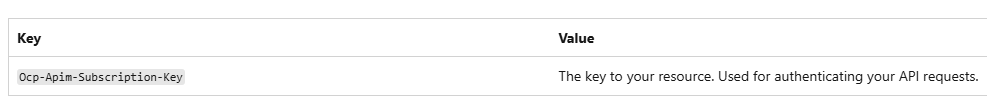 Key Value
Ocp-Apim-Subscription-Key The key to your resource. Used for authenticating your API requests.